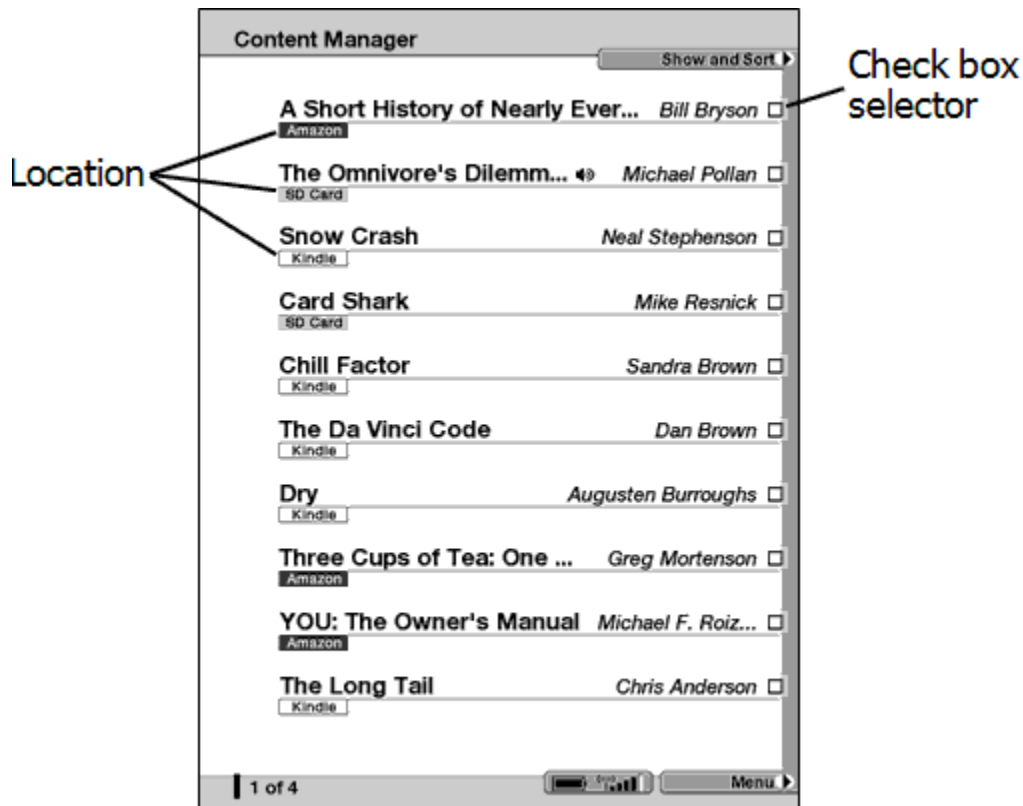 Content Manager
Show and Sort
Check box
selector
A Short History of Nearly Ever... Bill Bryson
Amazon
Location
The Omnivore's Dilemm... Michael Pollan
SD Card
Snow Crash Neal Stephenson
Kindle
Card Shark Mike Resnick
SD Card
Chill Factor Sandra Brown
Kindle
The Da Vinci Code Dan Brown
Kindle
Dry Augusten Burroughs
Kindle
Three Cups of Tea: One ... Greg Mortenson
Amazon
YOU: The Owner's Manual Michael F. Roiz...
Amazon
The Long Tail Chris Anderson
Kindle
1 of 4
Menu